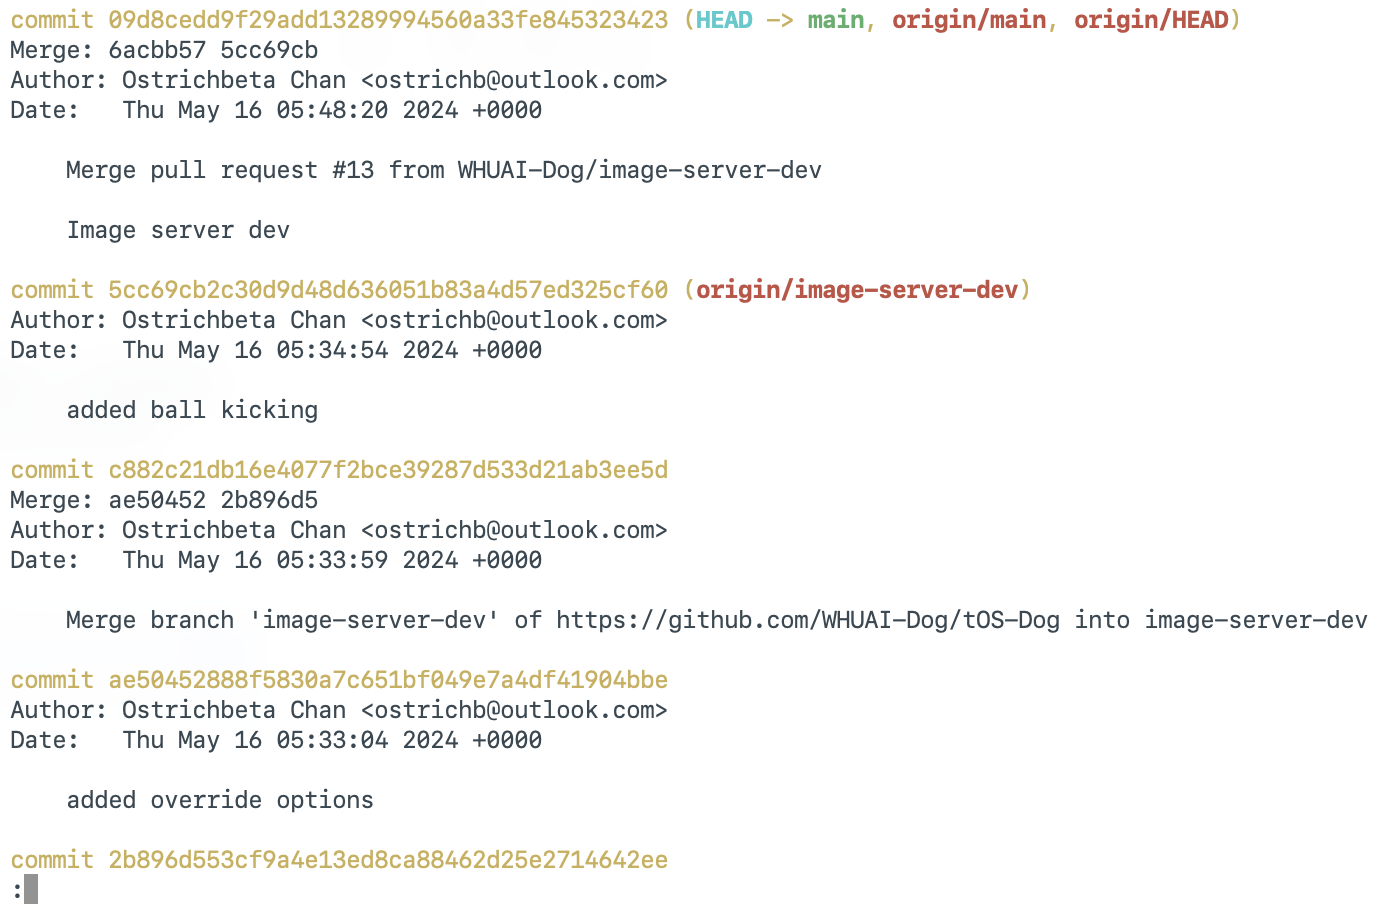 commit 09d8cedd9f29add13289994560a33fe845323423 (HEAD -> main, origin/main, origin/HEAD)
Merge: 6acbb57 5cc69cb
Author: Ostrichbeta Chan <ostrichb@outlook.com>
Date:   Thu May 16 05:48:20 2024 +0000
    Merge pull request #13 from WHUAI-Dog/image-server-dev
    Image server dev
commit 5cc69cb2c30d9d48d636051b83a4d57ed325cf60 (origin/image-server-dev)
Author: Ostrichbeta Chan <ostrichb@outlook.com>
Date:   Thu May 16 05:34:54 2024 +0000
    added ball kicking
commit c882c21db16e4077f2bce39287d533d21ab3ee5d
Merge: ae50452 2b896d5
Author: Ostrichbeta Chan <ostrichb@outlook.com>
Date:   Thu May 16 05:33:59 2024 +0000
    Merge branch 'image-server-dev' of https://github.com/WHUAI-Dog/tOS-Dog into image-server-dev
commit ae50452888f5830a7c651bf049e7a4df41904bbe
Author: Ostrichbeta Chan <ostrichb@outlook.com>
Date:   Thu May 16 05:33:04 2024 +0000
    added override options
commit 2b896d553cf9a4e13ed8ca88462d25e2714642ee
: